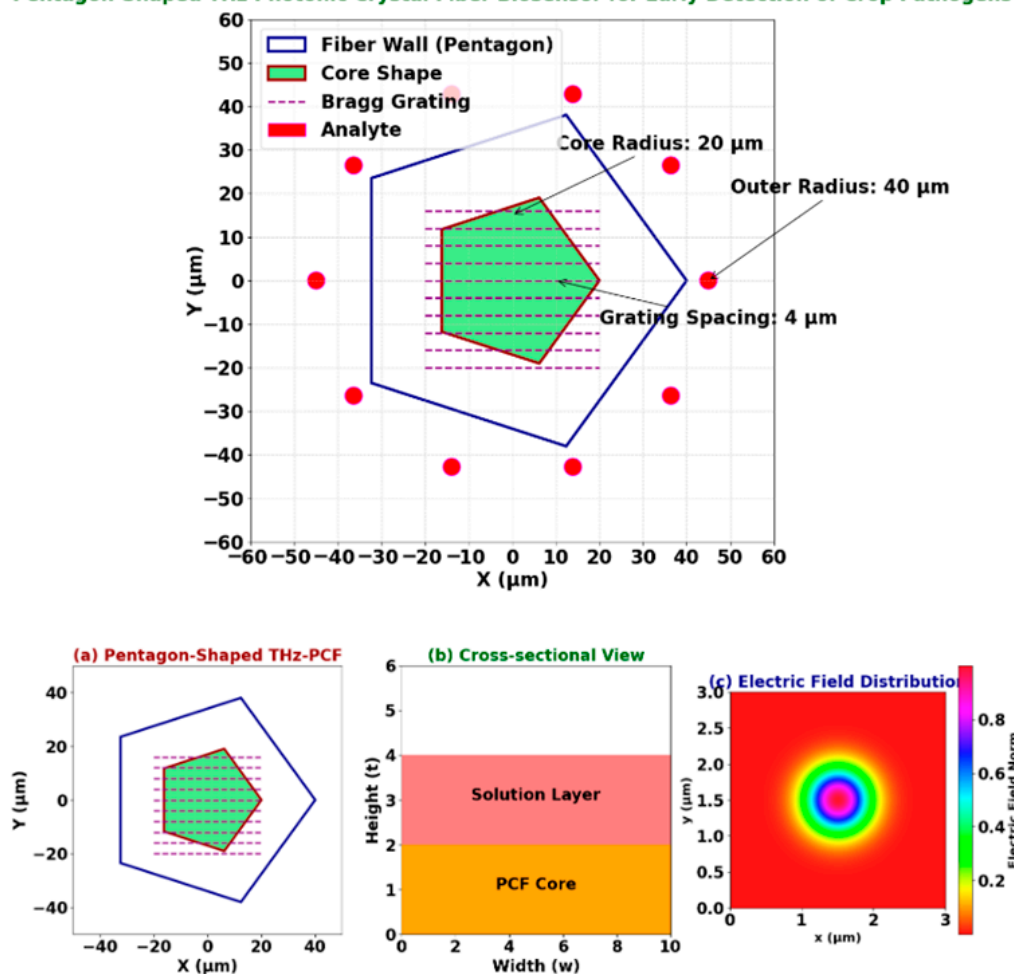 Pentagon-Shaped THz Photonic Crystal Fiber Biosensor for Early Detection of Crop Pathogens
Fiber Wall (Pentagon)
Core Shape
Bragg Grating
Analyte
Core Radius: 20 µm
Outer Radius: 40 µm
Grating Spacing: 4 µm
60
50
40
30
20
10
0
−10
−20
−30
−40
−50
−60
Y (µm)
−60 −50 −40 −30 −20 −10 0 10 20 30 40 50 60
X (µm)
(a) Pentagon-Shaped THz-PCF
40
20
0
−20
−40
Y (µm)
−40 −20 0 20 40
X (µm)
(b) Cross-sectional View
6
5
4
3
2
1
0
Height (t)
Solution Layer
PCF Core
0 2 4 6 8 10
Width (w)
(c) Electric Field Distribution
3.0
2.5
2.0
1.5
1.0
0.5
0.0
y (µm)
0 1 2 3
x (µm)
0.8
0.6
0.4
0.2
Electric Field Norm